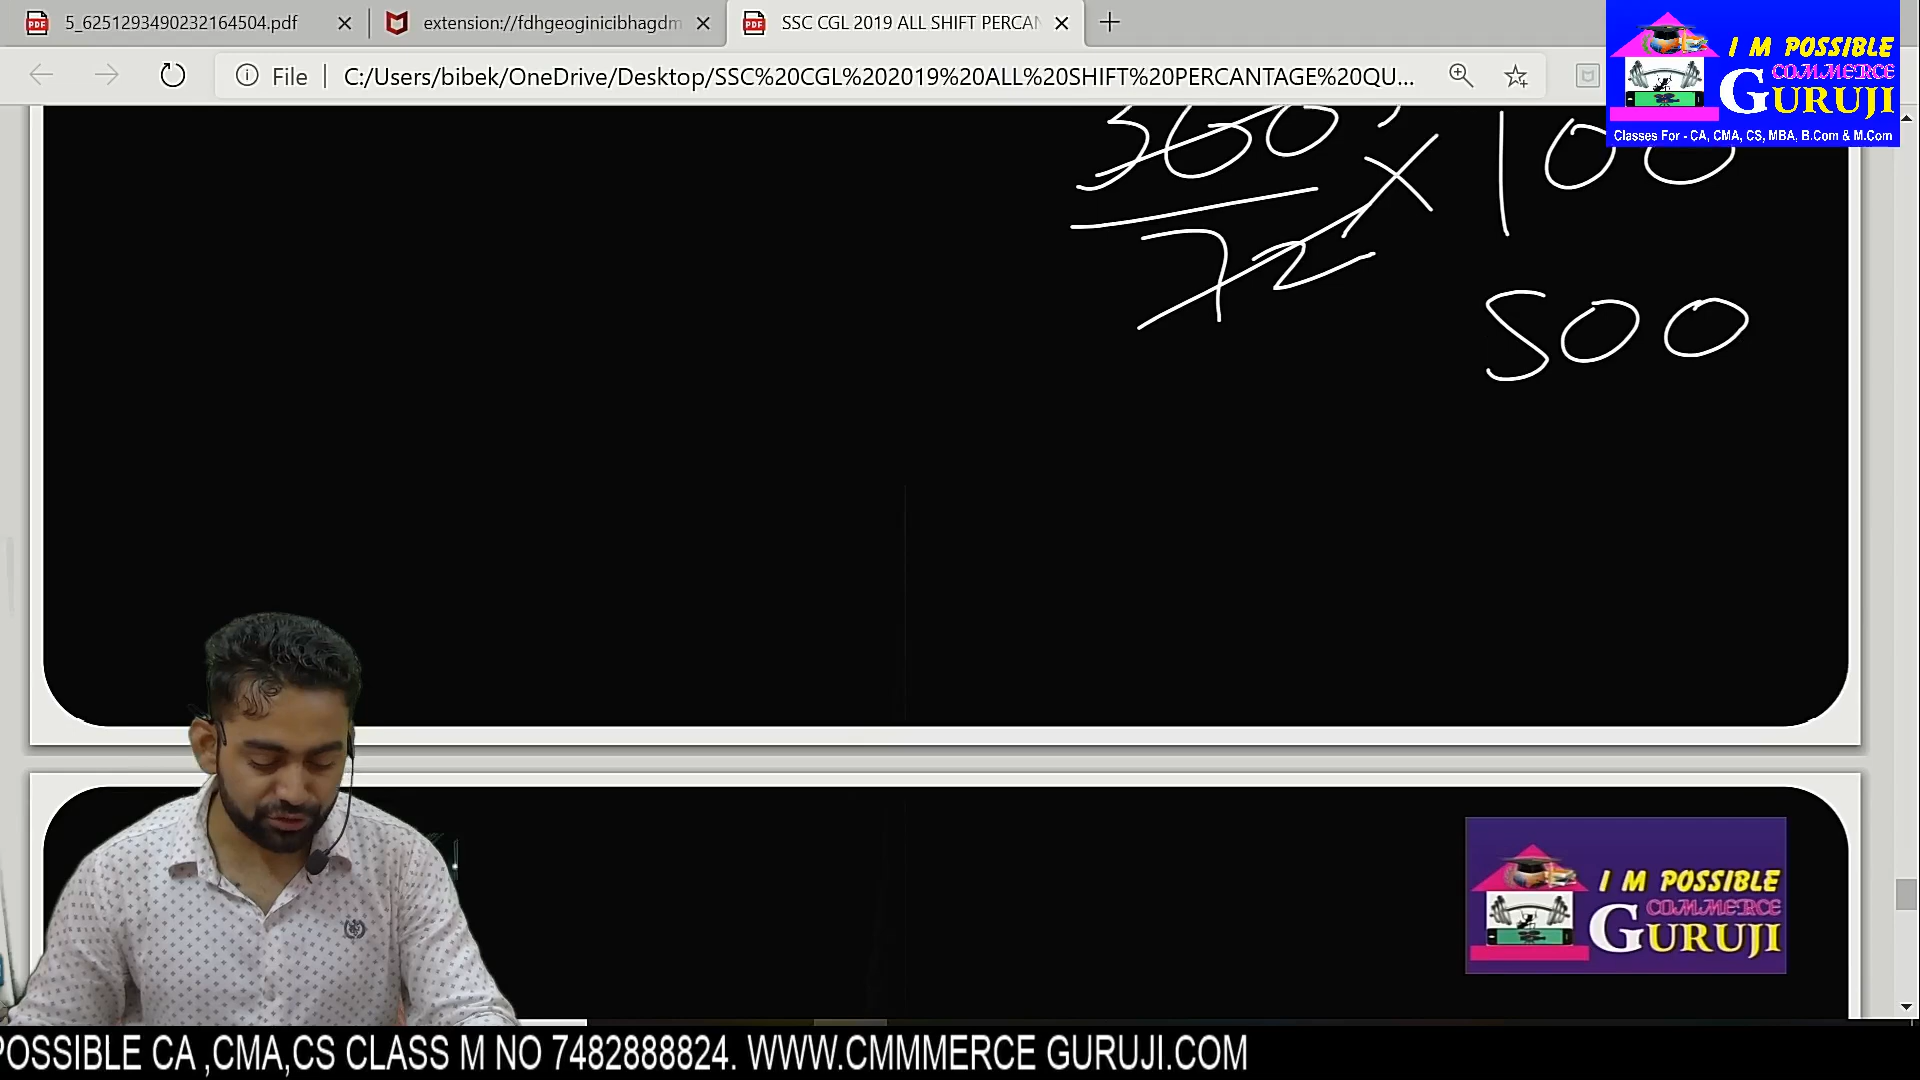 5_6251293490232164504.pdf
extension://fdhgeoginicibhagdm
SSC CGL 2019 ALL SHIFT PERCAN
File
C:/Users/bibek/OneDrive/Desktop/SSC%20CGL%202019%20ALL%20SHIFT%20PERCANTAGE%20QU...
I M POSSIBLE
COMMERCE
GURUJI
Classes For - CA, CMA, CS, MBA, B.Com & M.Com
360 × 100
72
500
I M POSSIBLE
COMMERCE
GURUJI
POSSIBLE CA ,CMA,CS CLASS M NO 7482888824. WWW.CMMMERCE GURUJI.COM